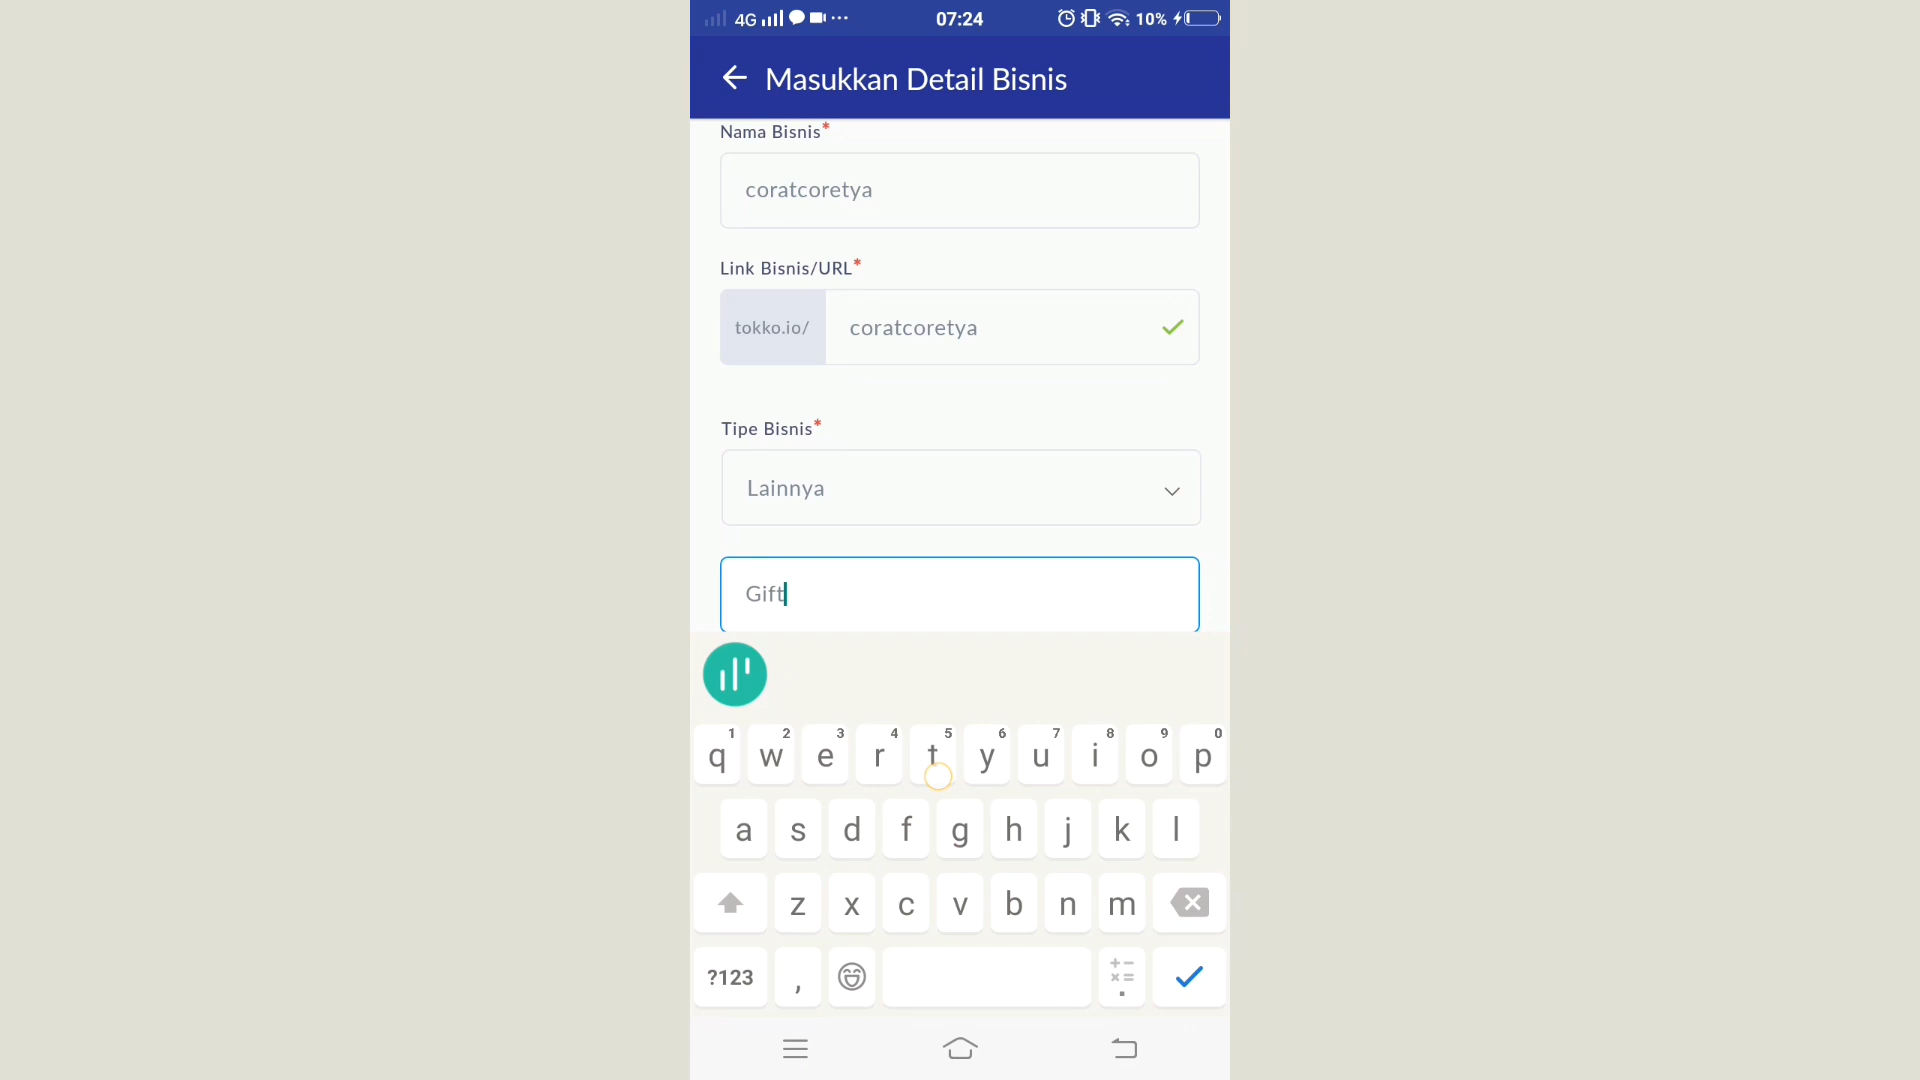 4G 07:24 10%
Masukkan Detail Bisnis
Nama Bisnis*
coratcoretya
Link Bisnis/URL*
tokko.io/ coratcoretya
Tipe Bisnis*
Lainnya
Gift
1 2 3 4 5 6 7 8 9 0
q w e r t y u i o p
a s d f g h j k l
z x c v b n m
?123 , .